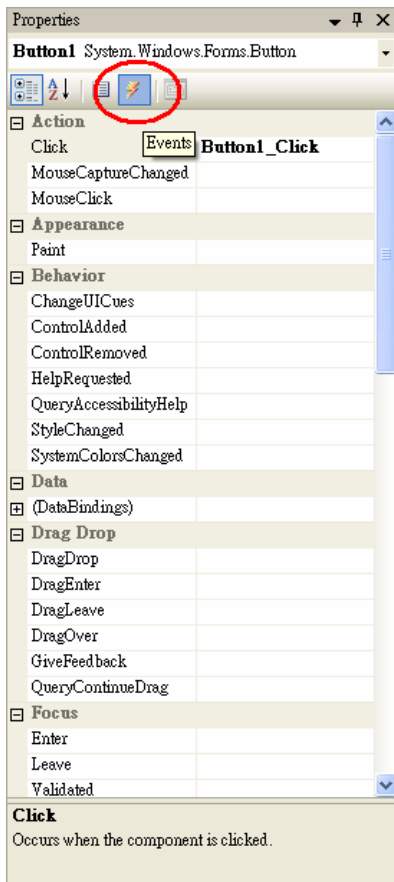 Properties
Button1 System.Windows.Forms.Button
A
Z
Action
Click Events Button1_Click
MouseCaptureChanged
MouseClick
Appearance
Paint
Behavior
ChangeUICues
ControlAdded
ControlRemoved
HelpRequested
QueryAccessibilityHelp
StyleChanged
SystemColorsChanged
Data
(DataBindings)
Drag Drop
DragDrop
DragEnter
DragLeave
DragOver
GiveFeedback
QueryContinueDrag
Focus
Enter
Leave
Validated
Click
Occurs when the component is clicked.